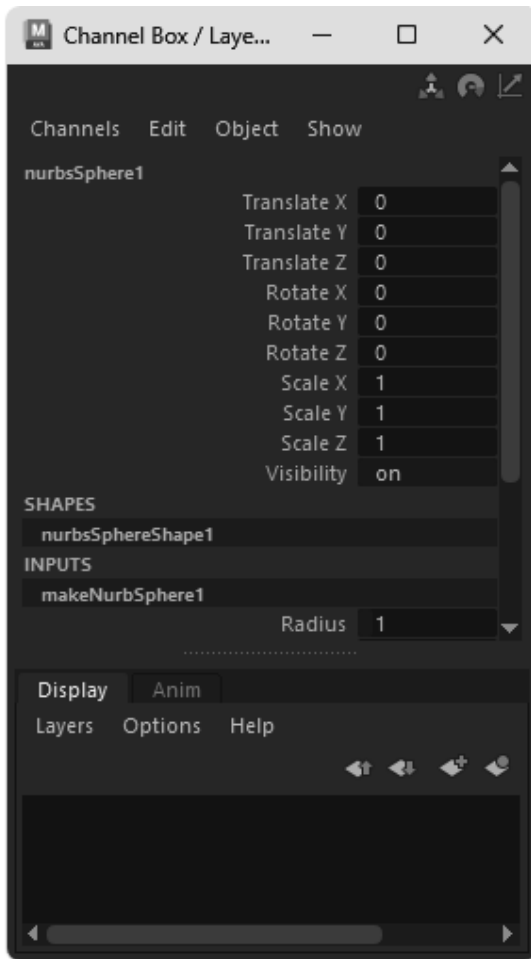 Channel Box / Laye...
Channels Edit Object Show
nurbsSphere1
Translate X 0
Translate Y 0
Translate Z 0
Rotate X 0
Rotate Y 0
Rotate Z 0
Scale X 1
Scale Y 1
Scale Z 1
Visibility on
SHAPES
nurbsSphereShape1
INPUTS
makeNurbSphere1
Radius 1
Display Anim
Layers Options Help